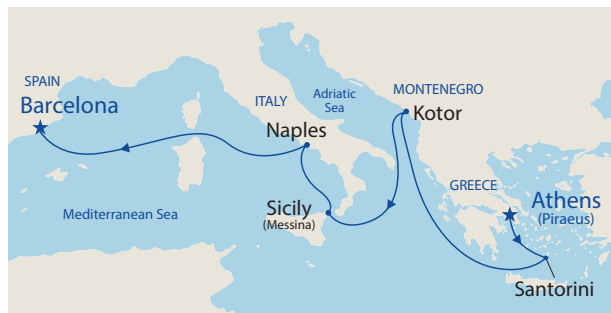 SPAIN
Barcelona
ITALY
Adriatic
Sea
MONTENEGRO
Kotor
Naples
GREECE
Athens
(Piraeus)
Mediterranean Sea
Sicily
(Messina)
Santorini